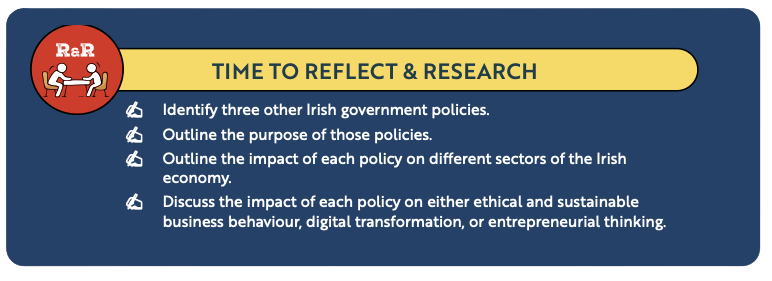 R&R
TIME TO REFLECT & RESEARCH
Identify three other Irish government policies.
Outline the purpose of those policies.
Outline the impact of each policy on different sectors of the Irish
economy.
Discuss the impact of each policy on either ethical and sustainable
business behaviour, digital transformation, or entrepreneurial thinking.